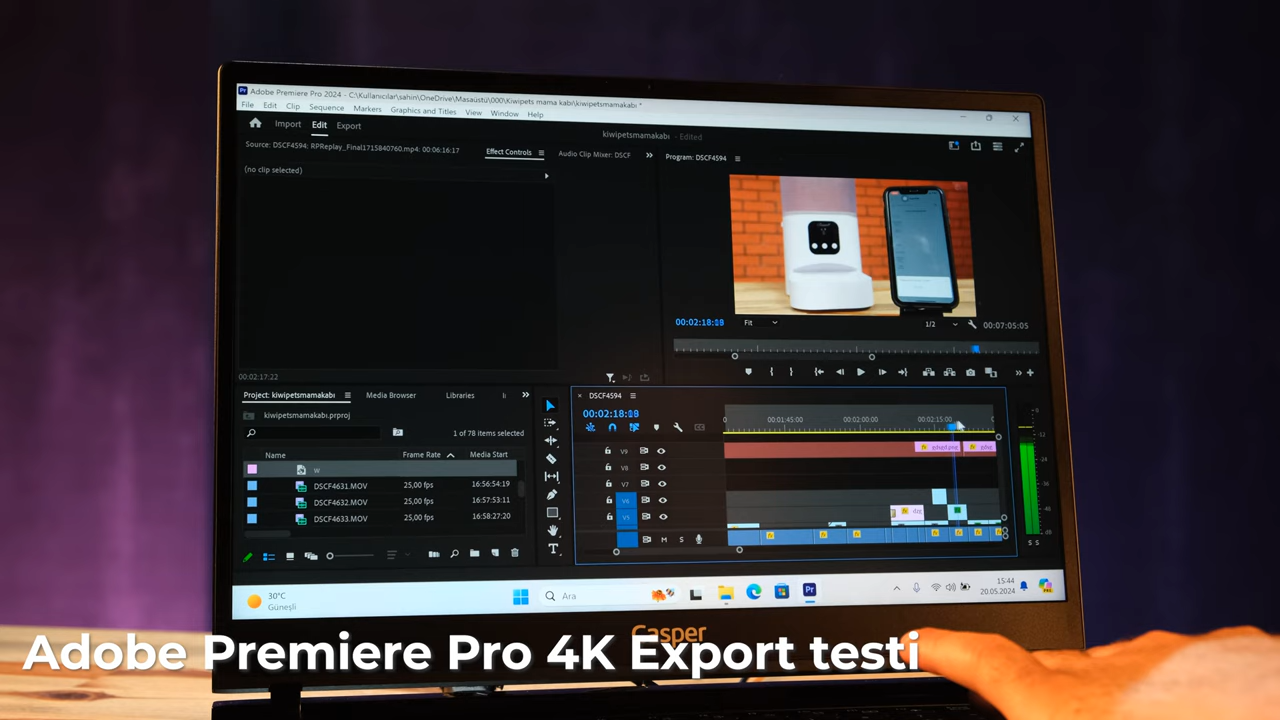 Adobe Premiere Pro 2024 - C:\Kullanıcılar\sahin\OneDrive\Masaüstü\000\Kiwipets mama kabı\kiwipetsmamakabı *
File Edit Clip Sequence Markers Graphics and Titles View Window Help
Import Edit Export
kiwipetsmamakabı - Edited
Source: DSCF4594: RPReplay_Final1715840760.mp4: 00:06:16:17
Effect Controls
Audio Clip Mixer: DSCF
Program: DSCF4594
(no clip selected)
00:02:18:19
Fit
1/2
00:07:05:05
00:02:17:22
Project: kiwipetsmamakabı
Media Browser
Libraries
kiwipetsmamakabı.prproj
1 of 78 items selected
Name Frame Rate Media Start
w
DSCF4631.MOV 25,00 fps 16:56:54:19
DSCF4632.MOV 25,00 fps 16:57:53:11
DSCF4633.MOV 25,00 fps 16:58:27:20
DSCF4594
00:02:18:19
00:01:45:00 00:02:00:00 00:02:15:00
V9
V8
V7
V6
V5
M S
S S
30°C
Güneşli
Ara
15:44
20.05.2024
Casper
Adobe Premiere Pro 4K Export testi